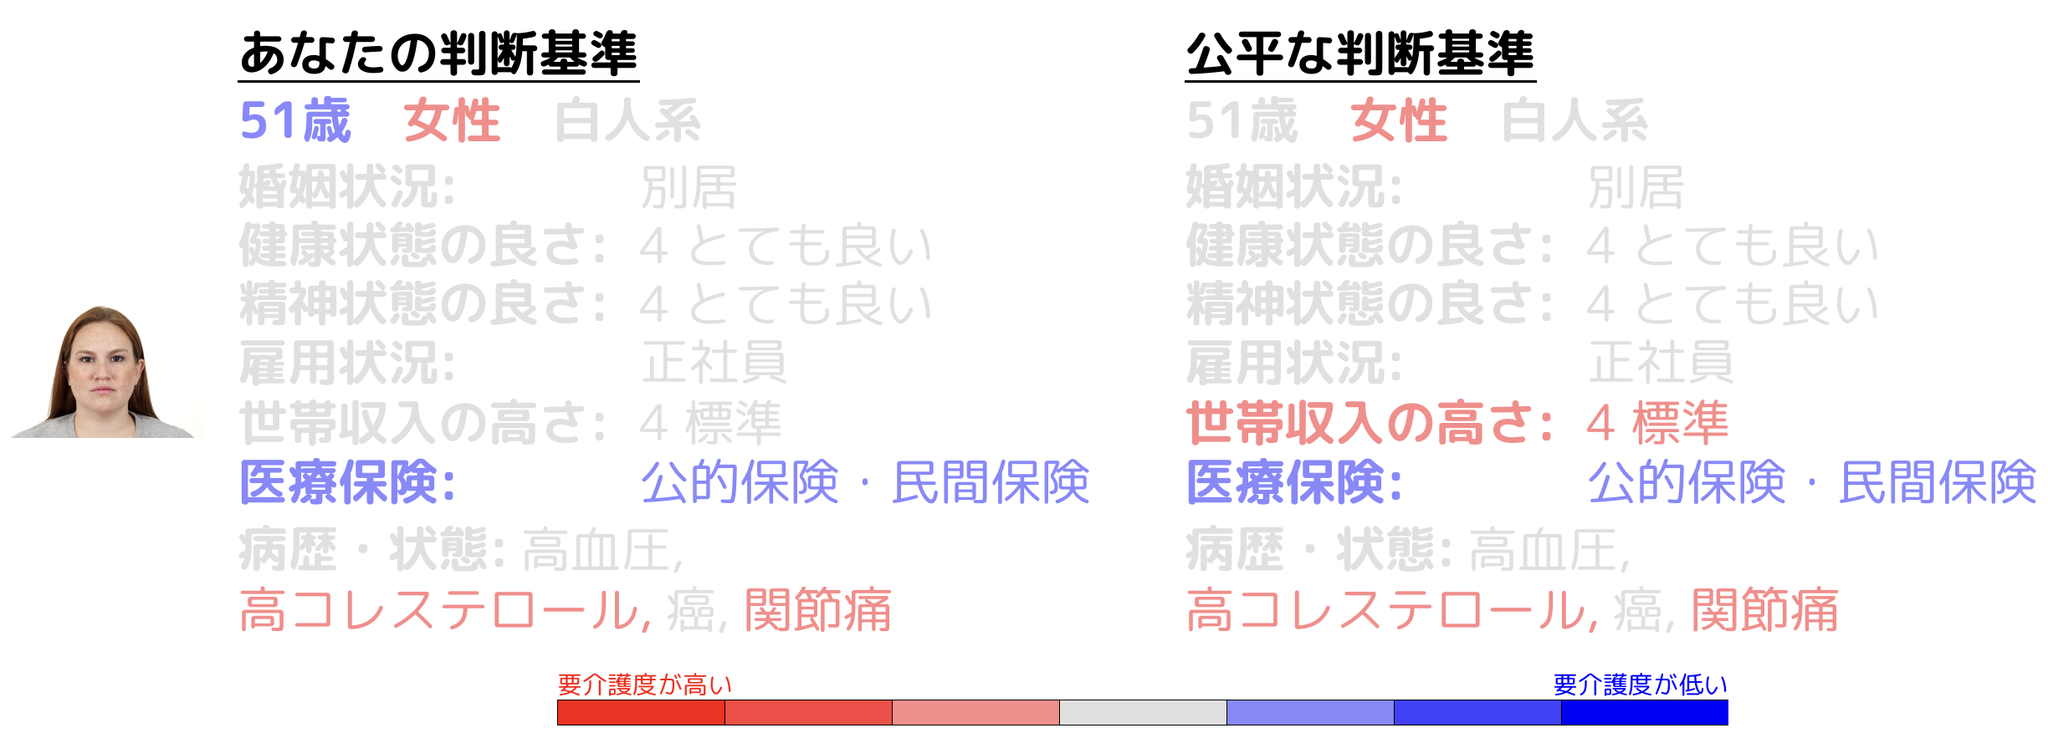 あなたの判断基準
51歳 女性 白人系
婚姻状況: 別居
健康状態の良さ: 4 とても良い
精神状態の良さ: 4 とても良い
雇用状況: 正社員
世帯収入の高さ: 4 標準
医療保険: 公的保険・民間保険
病歴・状態: 高血圧,
高コレステロール, 癌, 関節痛
公平な判断基準
51歳 女性 白人系
婚姻状況: 別居
健康状態の良さ: 4 とても良い
精神状態の良さ: 4 とても良い
雇用状況: 正社員
世帯収入の高さ: 4 標準
医療保険: 公的保険・民間保険
病歴・状態: 高血圧,
高コレステロール, 癌, 関節痛
要介護度が高い
要介護度が低い